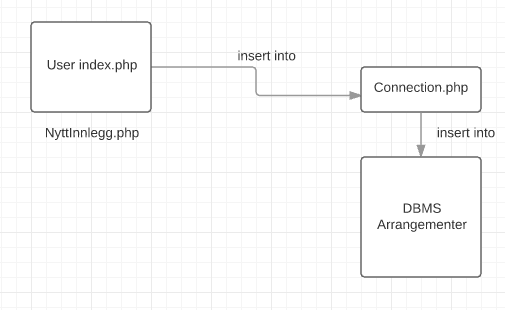 User index.php
insert into
Connection.php
NyttInnlegg.php
insert into
DBMS
Arrangementer